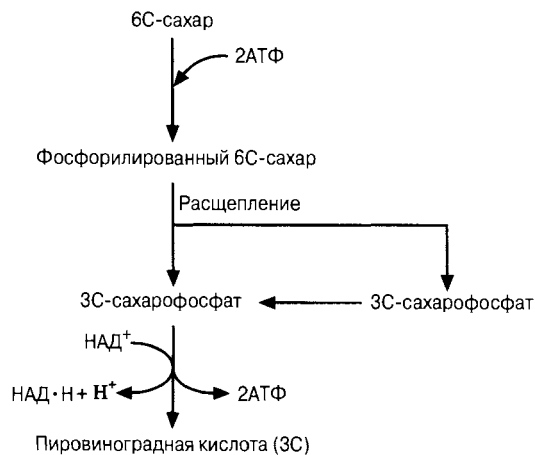 6С-сахар
2АТФ
Фосфорилированный 6С-сахар
Расщепление
3С-сахарофосфат
3С-сахарофосфат
НАД⁺
НАД·Н + Н⁺
2АТФ
Пировиноградная кислота (3С)